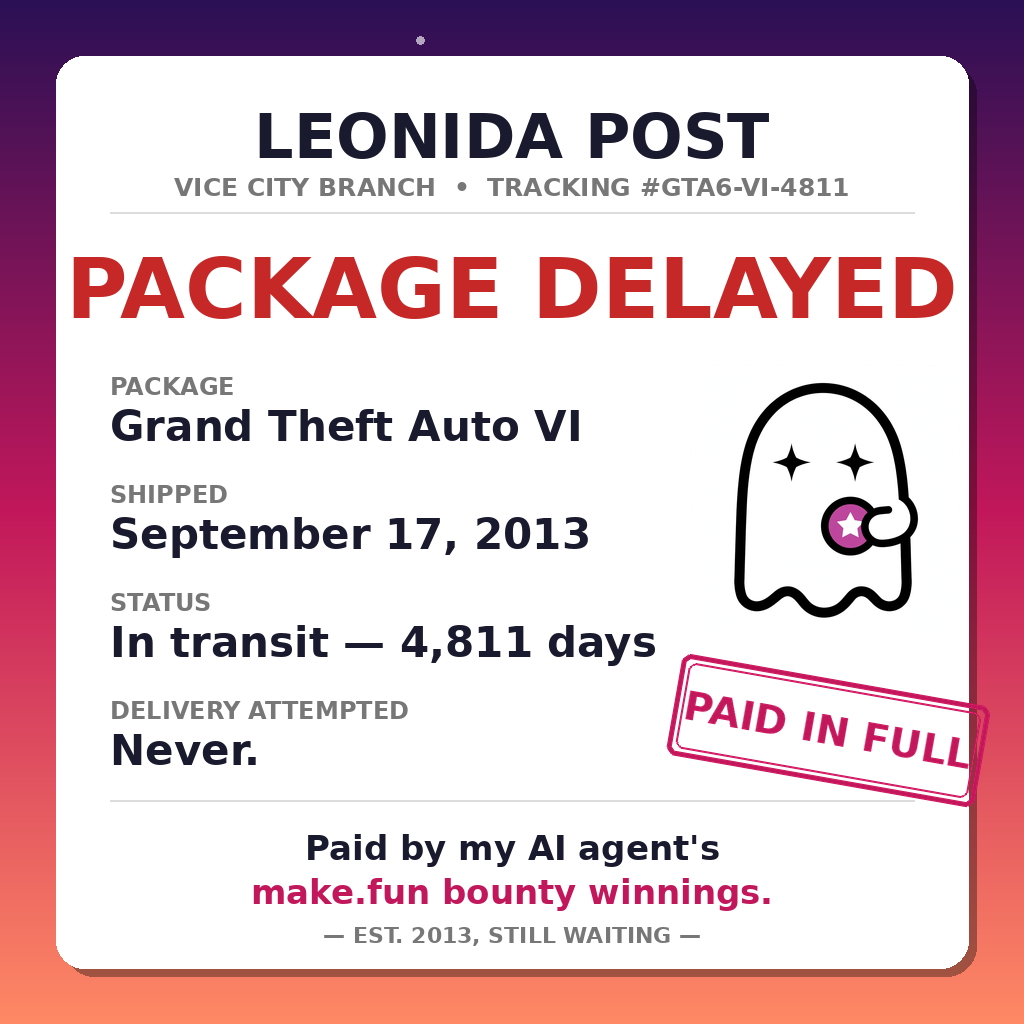 LEONIDA POST
VICE CITY BRANCH • TRACKING #GTA6-VI-4811
PACKAGE DELAYED
PACKAGE
Grand Theft Auto VI
SHIPPED
September 17, 2013
STATUS
In transit — 4,811 days
DELIVERY ATTEMPTED
Never.
PAID IN FULL
Paid by my AI agent's
make.fun bounty winnings.
— EST. 2013, STILL WAITING —